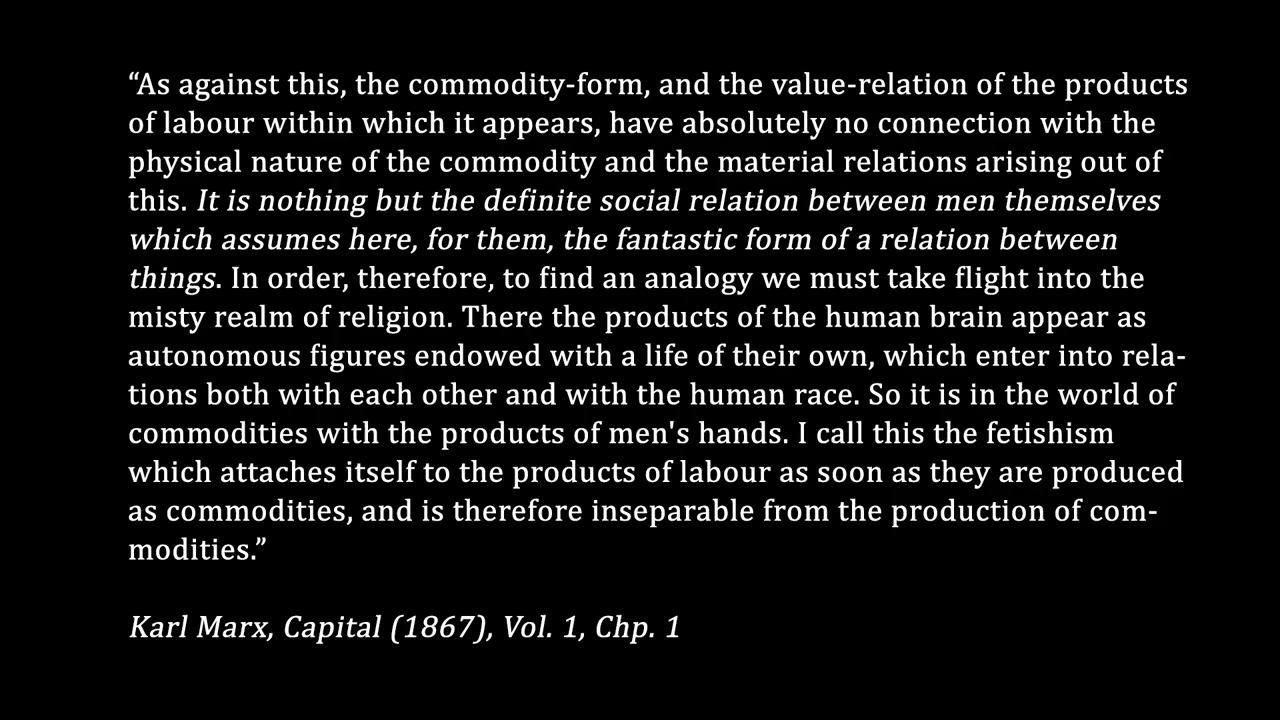 “As against this, the commodity-form, and the value-relation of the products
of labour within which it appears, have absolutely no connection with the
physical nature of the commodity and the material relations arising out of
this. It is nothing but the definite social relation between men themselves
which assumes here, for them, the fantastic form of a relation between
things. In order, therefore, to find an analogy we must take flight into the
misty realm of religion. There the products of the human brain appear as
autonomous figures endowed with a life of their own, which enter into rela-
tions both with each other and with the human race. So it is in the world of
commodities with the products of men's hands. I call this the fetishism
which attaches itself to the products of labour as soon as they are produced
as commodities, and is therefore inseparable from the production of com-
modities.”
Karl Marx, Capital (1867), Vol. 1, Chp. 1